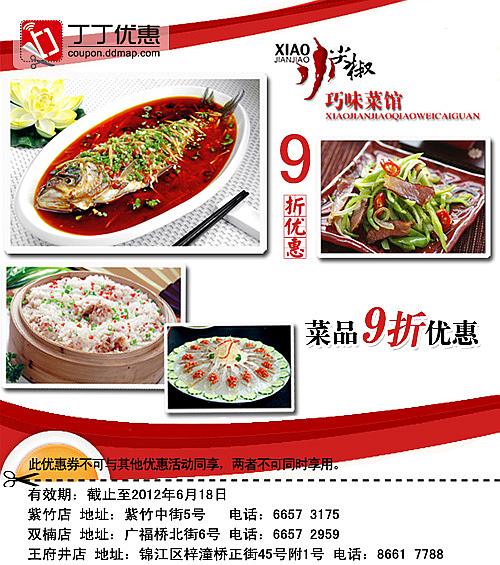 丁丁优惠
coupon.ddmap.com
XIAO
JIANJIAO
小尖椒
巧味菜馆
XIAOJIANJIAOQIAOWEICAIGUAN
9
折优惠
菜品9折优惠
此优惠券不可与其他优惠活动同享，两者不可同时享用。
有效期：截止至2012年6月18日
紫竹店 地址：紫竹中街5号 电话：6657 3175
双楠店 地址：广福桥北街6号 电话：6657 2959
王府井店 地址：锦江区梓潼桥正街45号附1号 电话：8661 7788